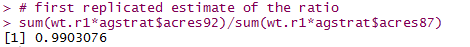 > # first replicated estimate of the ratio
> sum(wt.r1*agstrat$acres92)/sum(wt.r1*agstrat$acres87)
[1] 0.9903076